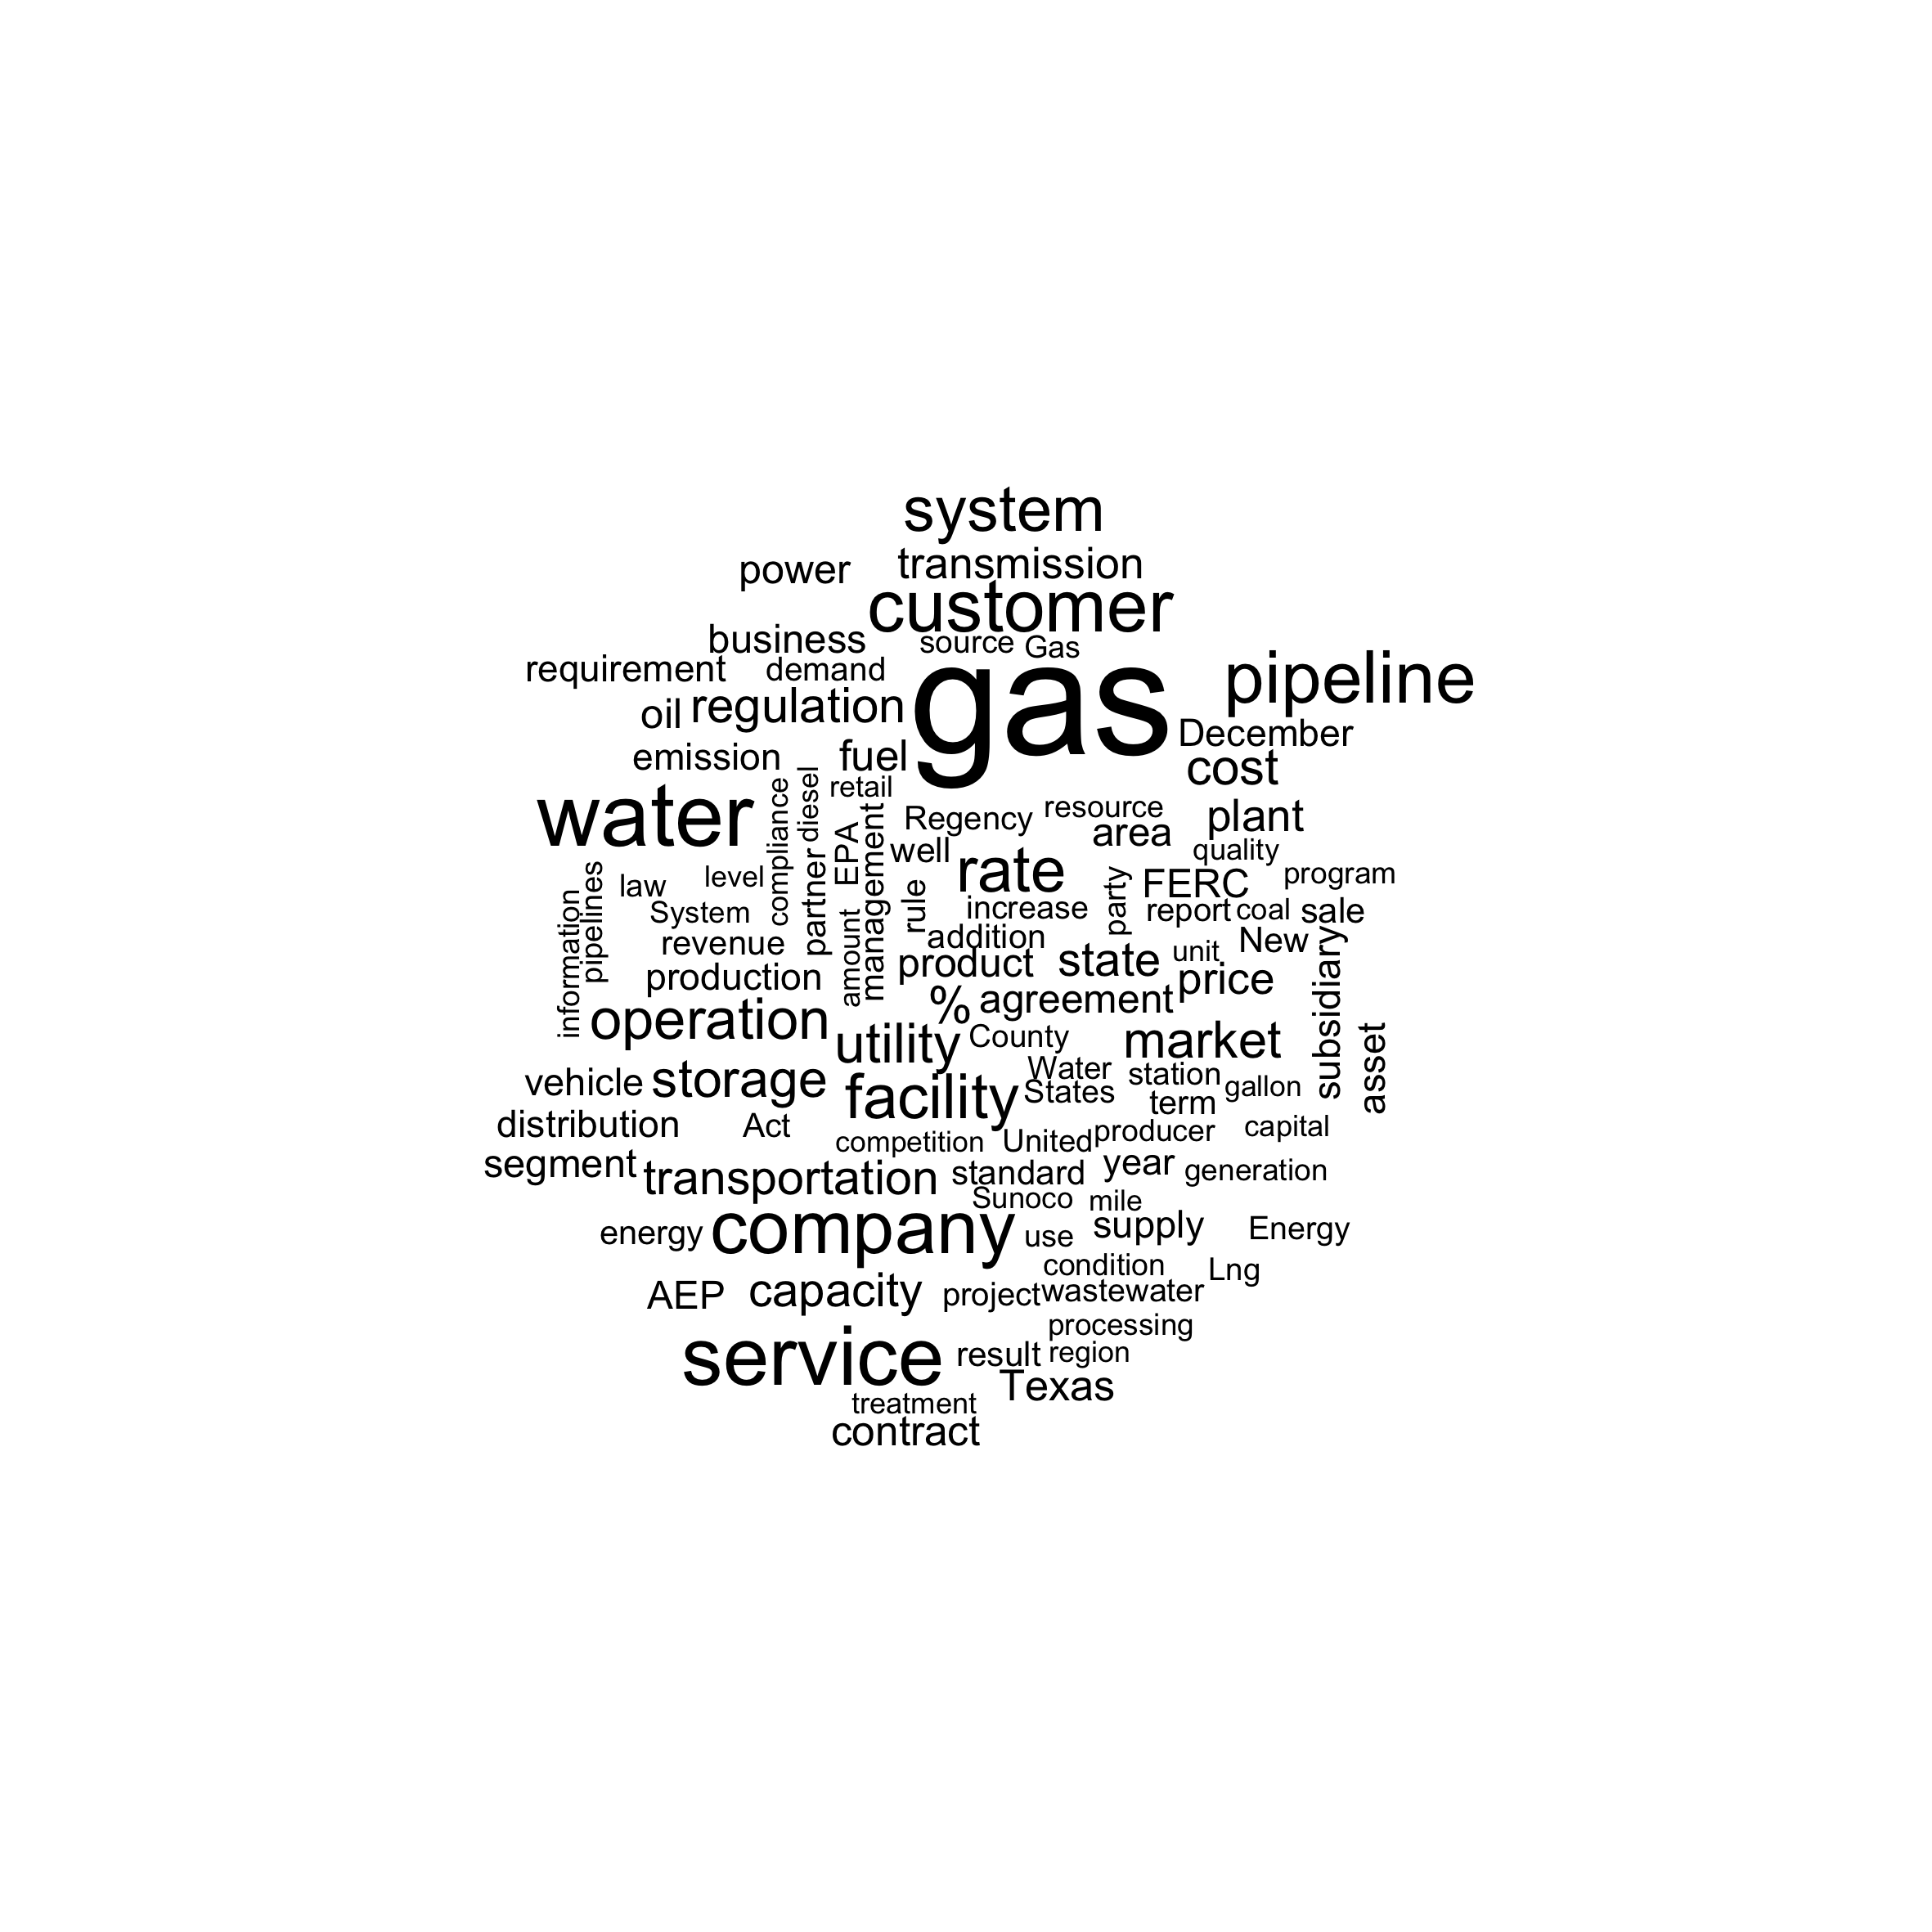 system
power transmission
customer
business source Gas
requirement demand
pipeline
oil regulation gas
December
emission fuel cost
diesel retail
water compliance Regency resource plant
EPA management area
well quality
partner rate party FERC program
pipelines law level
information System amount rule increase report coal sale
revenue addition New
production product state unit price subsidiary
% agreement
operation utility County market asset
Water
vehicle storage facility States station gallon
term
distribution Act competition United producer capital
segment transportation standard year generation
Sunoco mile
energy company use supply Energy
condition Lng
AEP capacity project wastewater
processing
service result region
Texas
treatment
contract